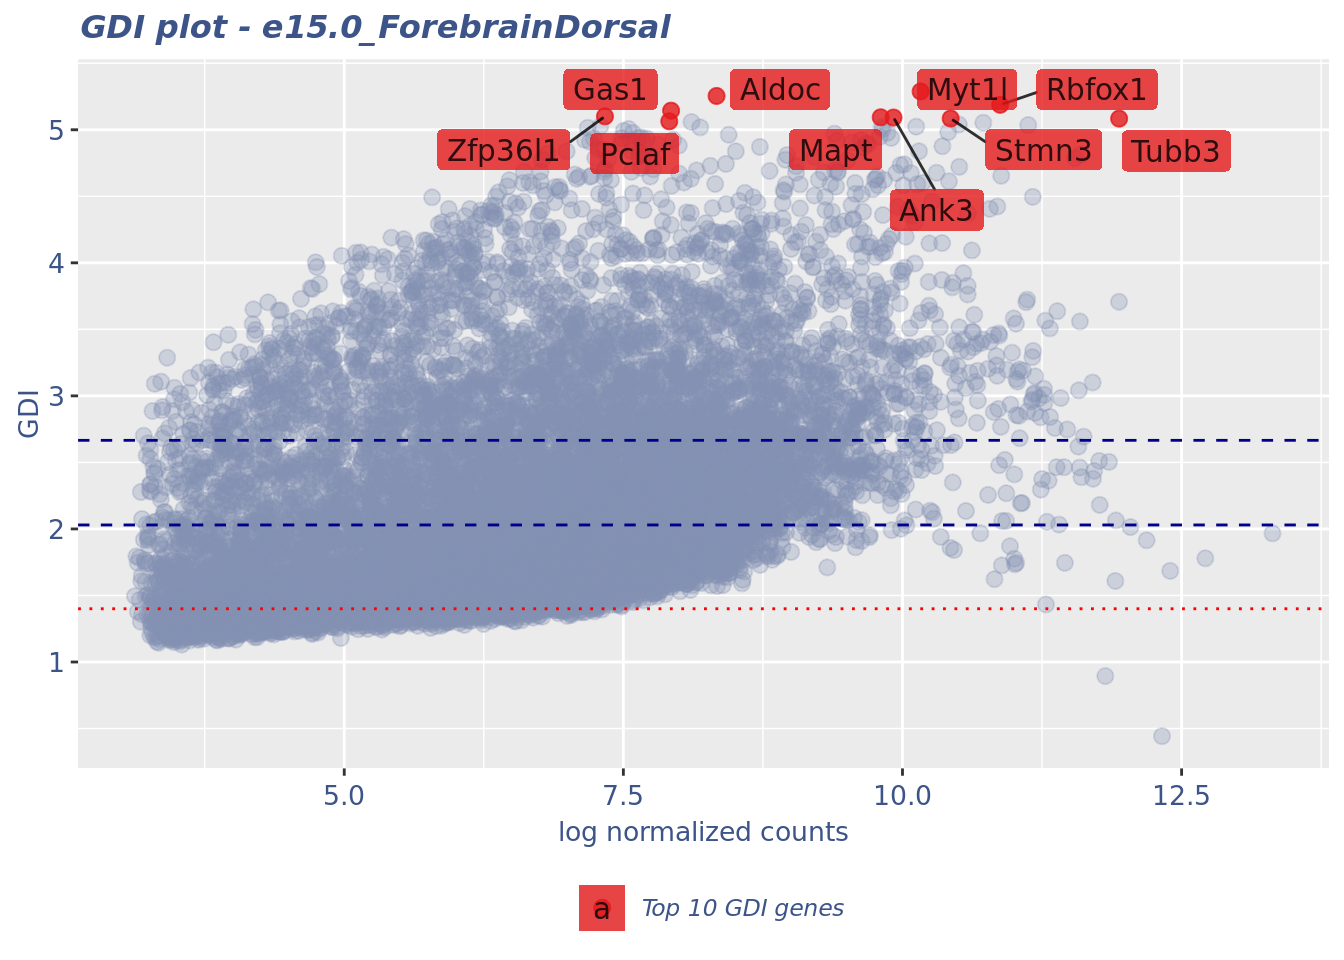 GDI plot - e15.0_ForebrainDorsal
Gas1
Aldoc
Myt1l
Rbfox1
Zfp36l1
Pclaf
Mapt
Stmn3
Tubb3
Ank3
5
4
3
2
1
GDI
5.0
7.5
10.0
12.5
log normalized counts
a
Top 10 GDI genes